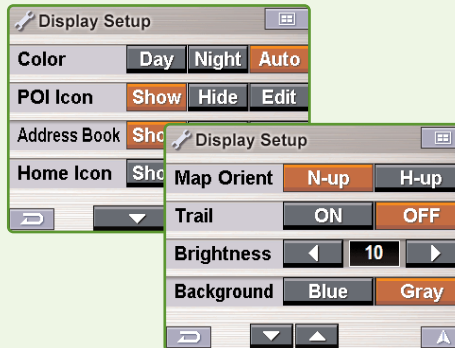 Display Setup
Color Day Night Auto
POI Icon Show Hide Edit
Address Book
Home Icon
Display Setup
Map Orient N-up H-up
Trail ON OFF
Brightness 10
Background Blue Gray